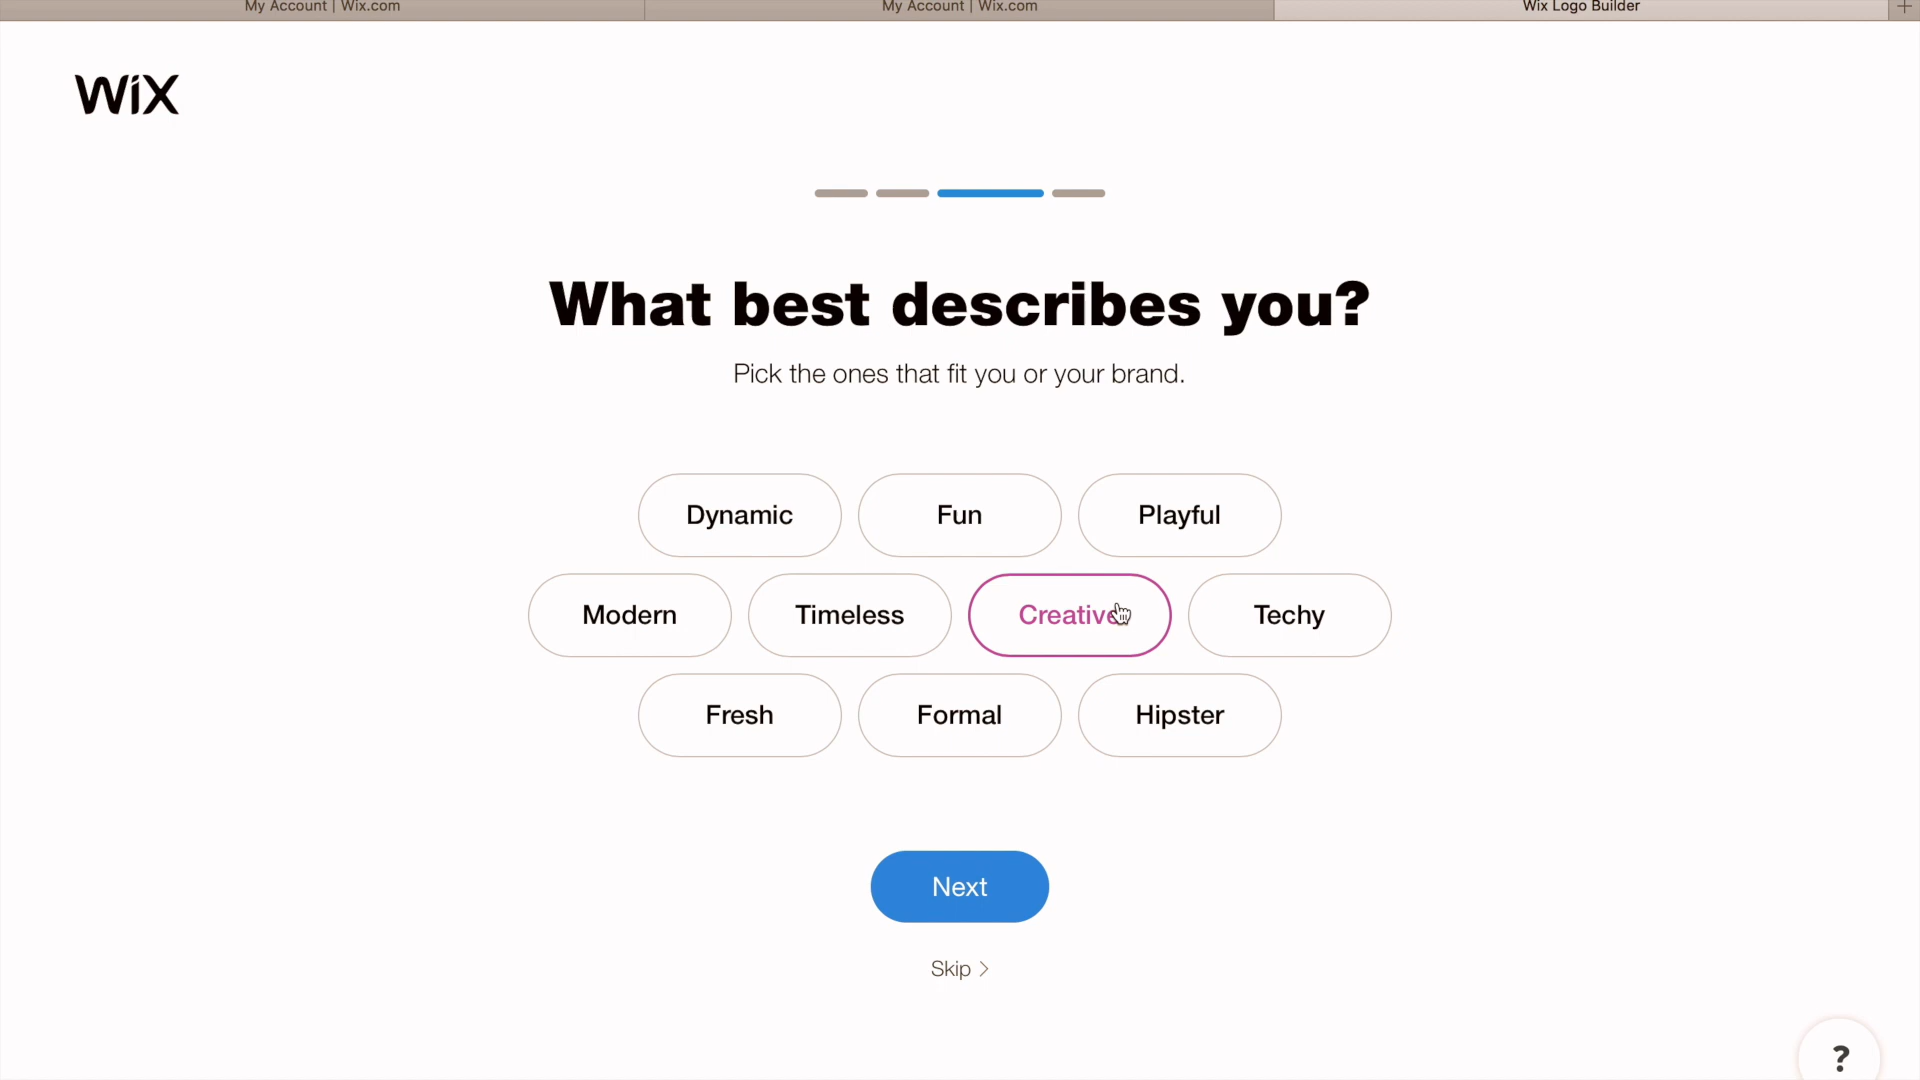 My Account | Wix.com
My Account | Wix.com
Wix Logo Builder
WiX
What best describes you?
Pick the ones that fit you or your brand.
Dynamic
Fun
Playful
Modern
Timeless
Creative
Techy
Fresh
Formal
Hipster
Next
Skip >
?